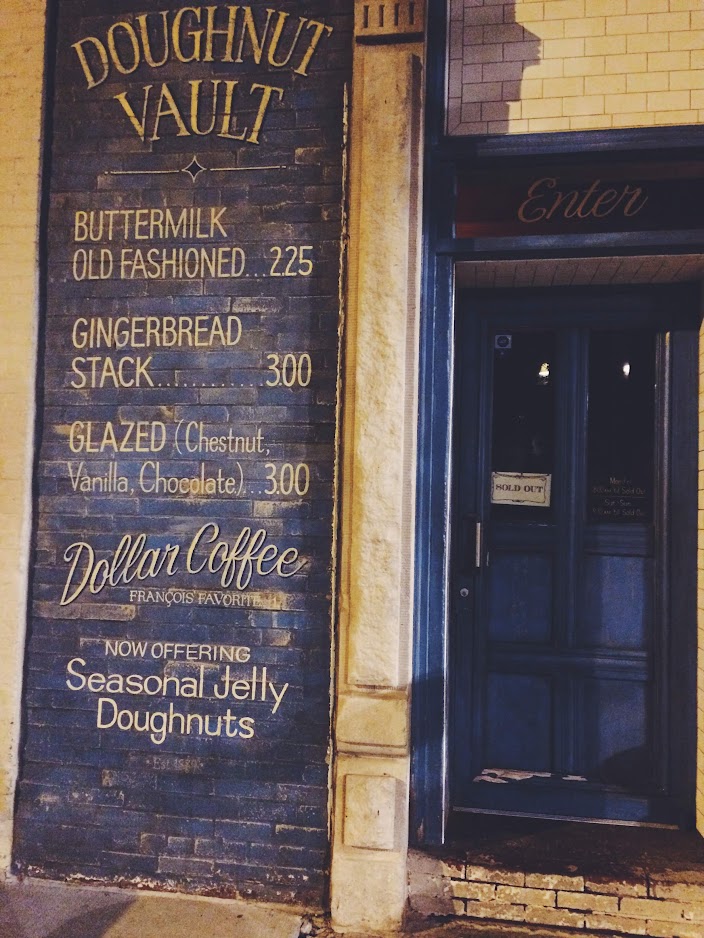 DOUGHNUT
VAULT
BUTTERMILK
OLD FASHIONED...2.25
GINGERBREAD
STACK............3.00
GLAZED (Chestnut,
Vanilla, Chocolate)...3.00
Dollar Coffee
FRANÇOIS FAVORITE
NOW OFFERING
Seasonal Jelly
Doughnuts
Enter
SOLD OUT